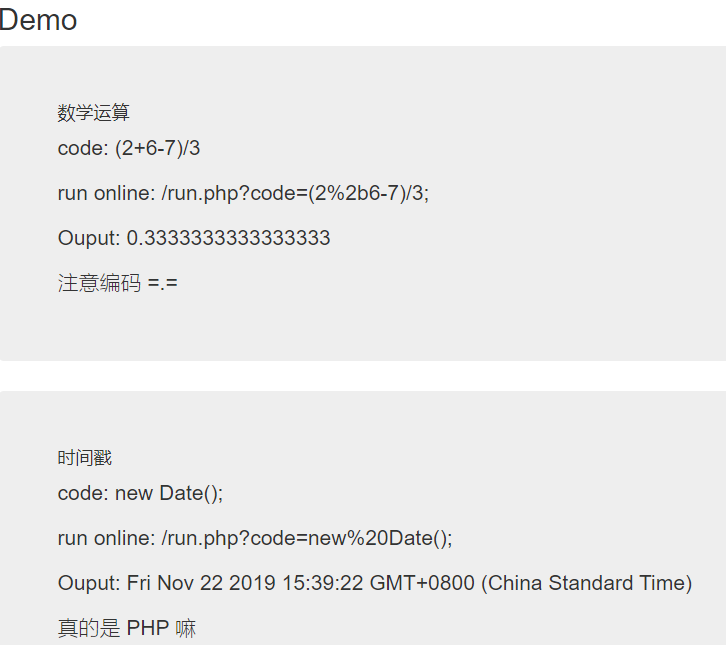 Demo
数学运算
code: (2+6-7)/3
run online: /run.php?code=(2%2b6-7)/3;
Ouput: 0.3333333333333333
注意编码 =.=
时间戳
code: new Date();
run online: /run.php?code=new%20Date();
Ouput: Fri Nov 22 2019 15:39:22 GMT+0800 (China Standard Time)
真的是 PHP 嘛